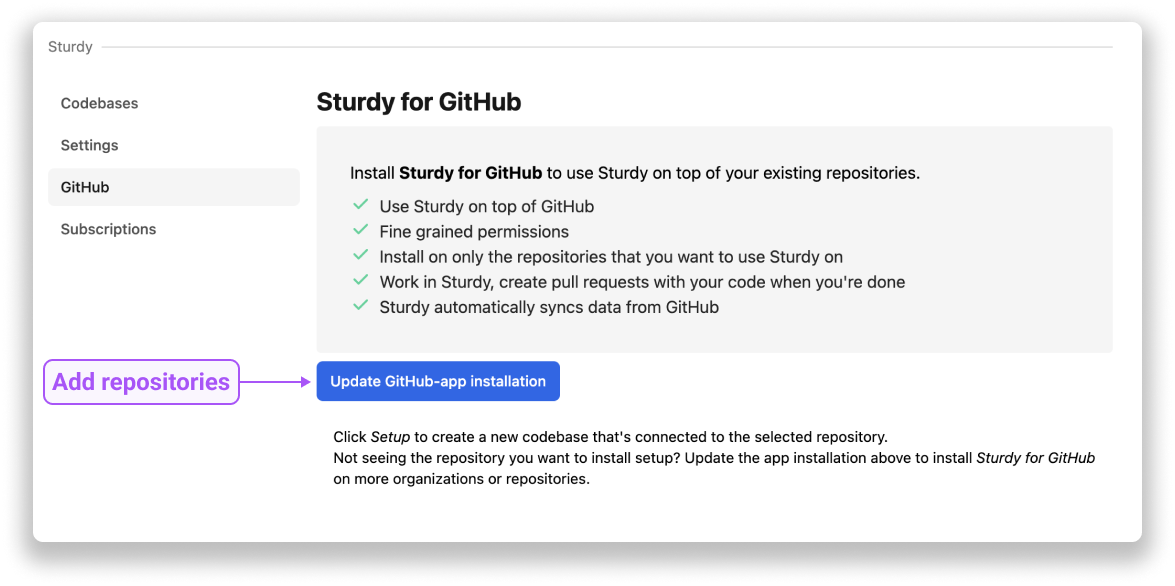 Sturdy
Codebases
Settings
GitHub
Subscriptions
Sturdy for GitHub
Install Sturdy for GitHub to use Sturdy on top of your existing repositories.
Use Sturdy on top of GitHub
Fine grained permissions
Install on only the repositories that you want to use Sturdy on
Work in Sturdy, create pull requests with your code when you're done
Sturdy automatically syncs data from GitHub
Add repositories
Update GitHub-app installation
Click Setup to create a new codebase that's connected to the selected repository.
Not seeing the repository you want to install setup? Update the app installation above to install Sturdy for GitHub
on more organizations or repositories.